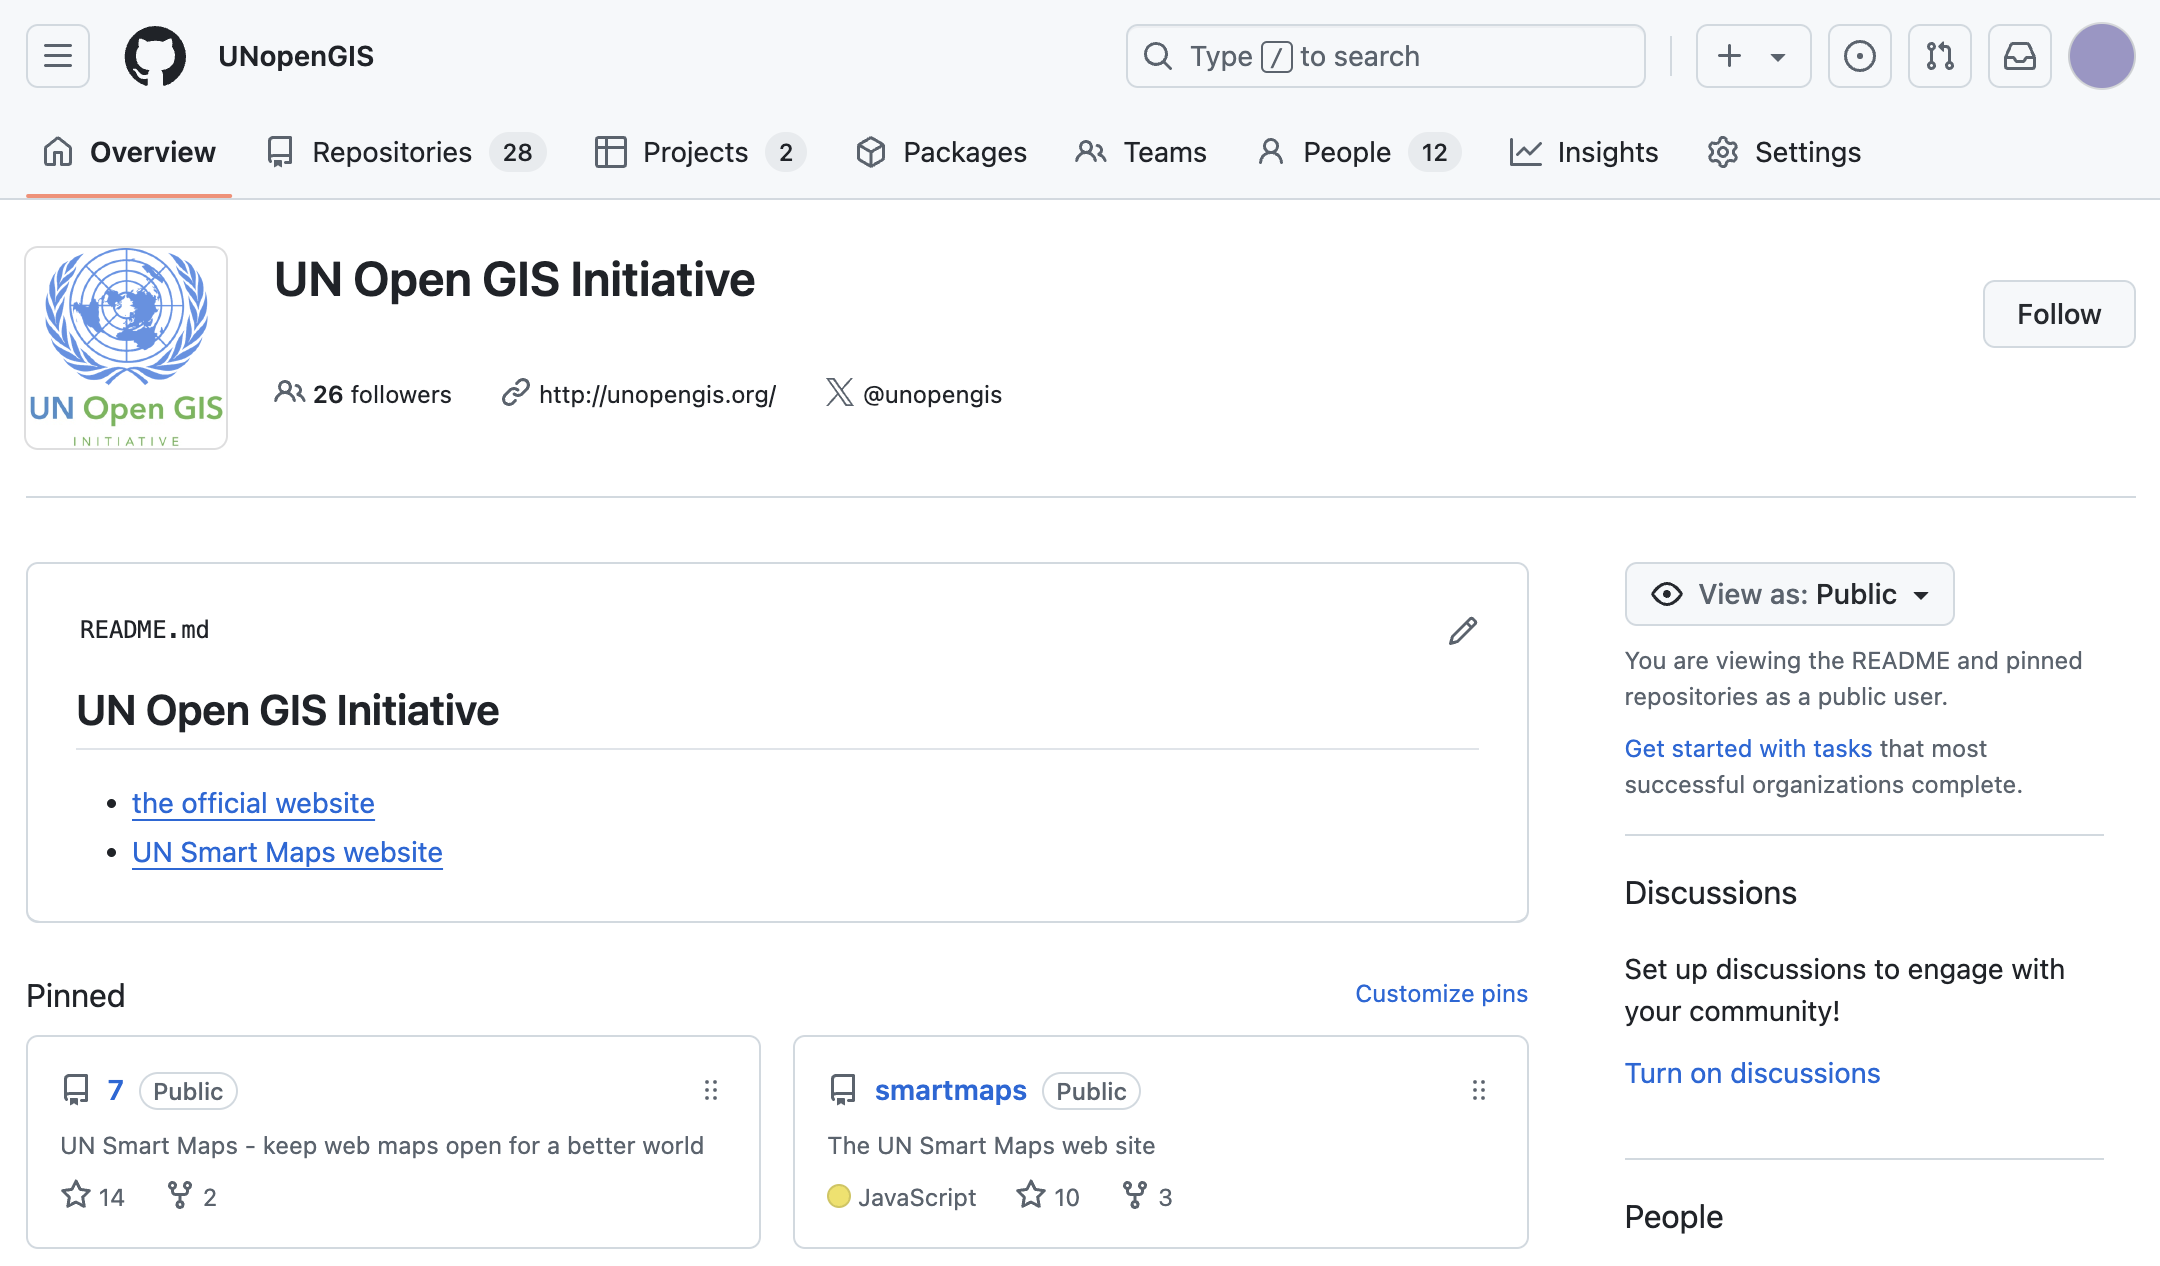 UNopenGIS
Type / to search
Overview
Repositories 28
Projects 2
Packages
Teams
People 12
Insights
Settings
UN Open GIS
INITIATIVE
UN Open GIS Initiative
26 followers
http://unopengis.org/
@unopengis
Follow
README.md
UN Open GIS Initiative
the official website
UN Smart Maps website
View as: Public
You are viewing the README and pinned
repositories as a public user.
Get started with tasks that most
successful organizations complete.
Discussions
Set up discussions to engage with
your community!
Turn on discussions
People
Pinned
Customize pins
7 Public
UN Smart Maps - keep web maps open for a better world
14 2
smartmaps Public
The UN Smart Maps web site
JavaScript 10 3